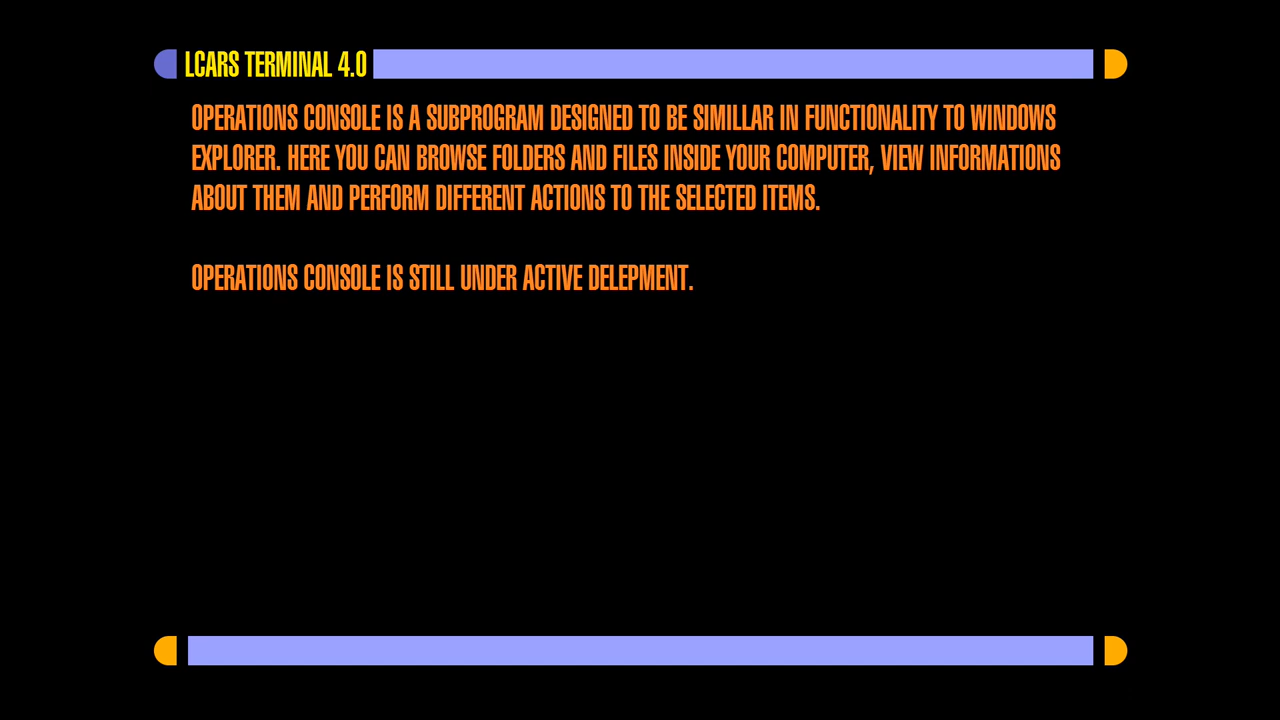 LCARS TERMINAL 4.0
OPERATIONS CONSOLE IS A SUBPROGRAM DESIGNED TO BE SIMILLAR IN FUNCTIONALITY TO WINDOWS
EXPLORER. HERE YOU CAN BROWSE FOLDERS AND FILES INSIDE YOUR COMPUTER, VIEW INFORMATIONS
ABOUT THEM AND PERFORM DIFFERENT ACTIONS TO THE SELECTED ITEMS.
OPERATIONS CONSOLE IS STILL UNDER ACTIVE DELEPMENT.